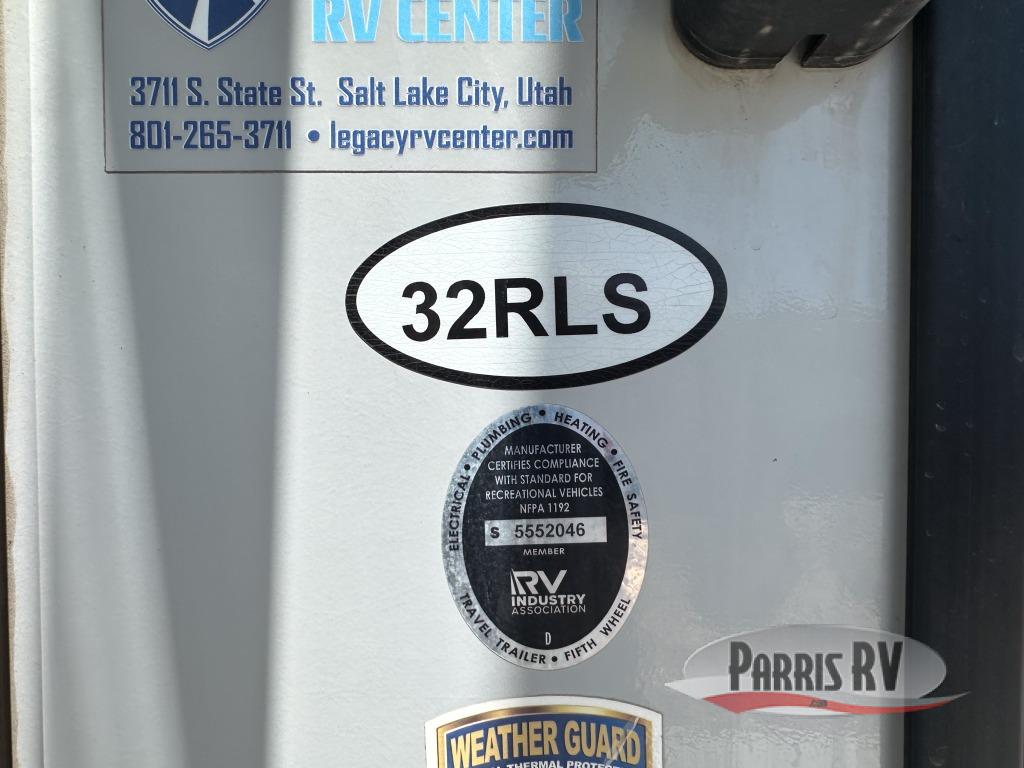 RV CENTER
3711 S. State St. Salt Lake City, Utah
801-265-3711 • legacyrvcenter.com
32RLS
ELECTRICAL • PLUMBING • HEATING • FIRE SAFETY
MANUFACTURER
CERTIFIES COMPLIANCE
WITH STANDARD FOR
RECREATIONAL VEHICLES
NFPA 1192
S 5552046
MEMBER
RV
INDUSTRY
ASSOCIATION
D
TRAVEL TRAILER • FIFTH WHEEL
PARRIS RV
.com
WEATHER GUARD
THERMAL